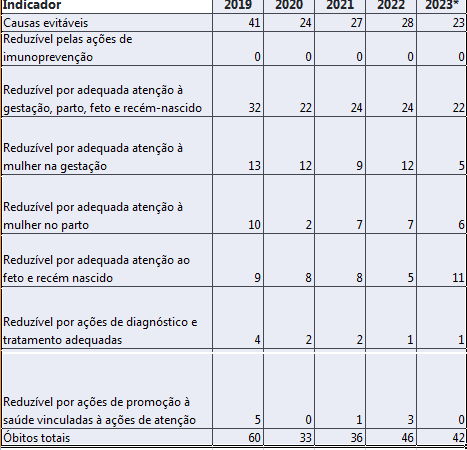 Indicador 2019 2020 2021 2022 2023*
Causas evitáveis 41 24 27 28 23
Reduzível pelas ações de
imunoprevenção 0 0 0 0 0
Reduzível por adequada atenção à
gestação, parto, feto e recém-nascido 32 22 24 24 22
Reduzível por adequada atenção à
mulher na gestação 13 12 9 12 5
Reduzível por adequada atenção à
mulher no parto 10 2 7 7 6
Reduzível por adequada atenção ao
feto e recém nascido 9 8 8 5 11
Reduzível por ações de diagnóstico e
tratamento adequadas 4 2 2 1 1
Reduzível por ações de promoção à
saúde vinculadas à ações de atenção 5 0 1 3 0
Óbitos totais 60 33 36 46 42